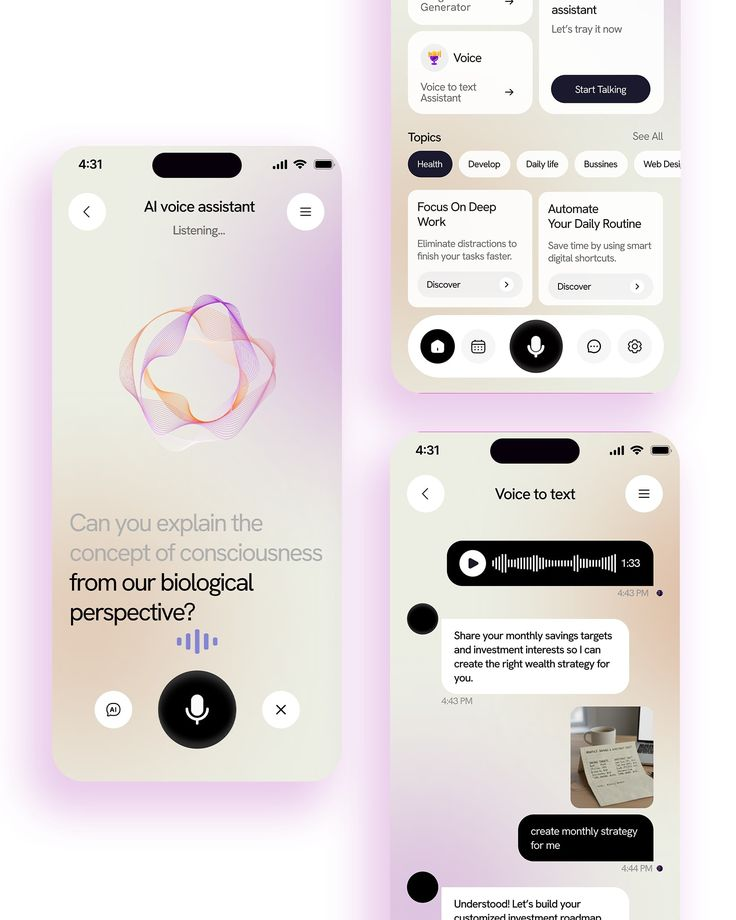 4:31
AI voice assistant
Listening...
Can you explain the
concept of consciousness
from our biological
perspective?
AI
Generator
assistant
Let's tray it now
Voice
Voice to text
Assistant
Start Talking
Topics
See All
Health
Develop
Daily life
Bussines
Focus On Deep
Work
Eliminate distractions to
finish your tasks faster.
Discover
Automate
Your Daily Routine
Save time by using smart
digital shortcuts.
Discover
4:31
Voice to text
1:33
4:43 PM
Share your monthly savings targets
and investment interests so I can
create the right wealth strategy for
you.
4:43 PM
create monthly strategy
for me
4:44 PM
Understood! Let's build your
customized investment roadmap